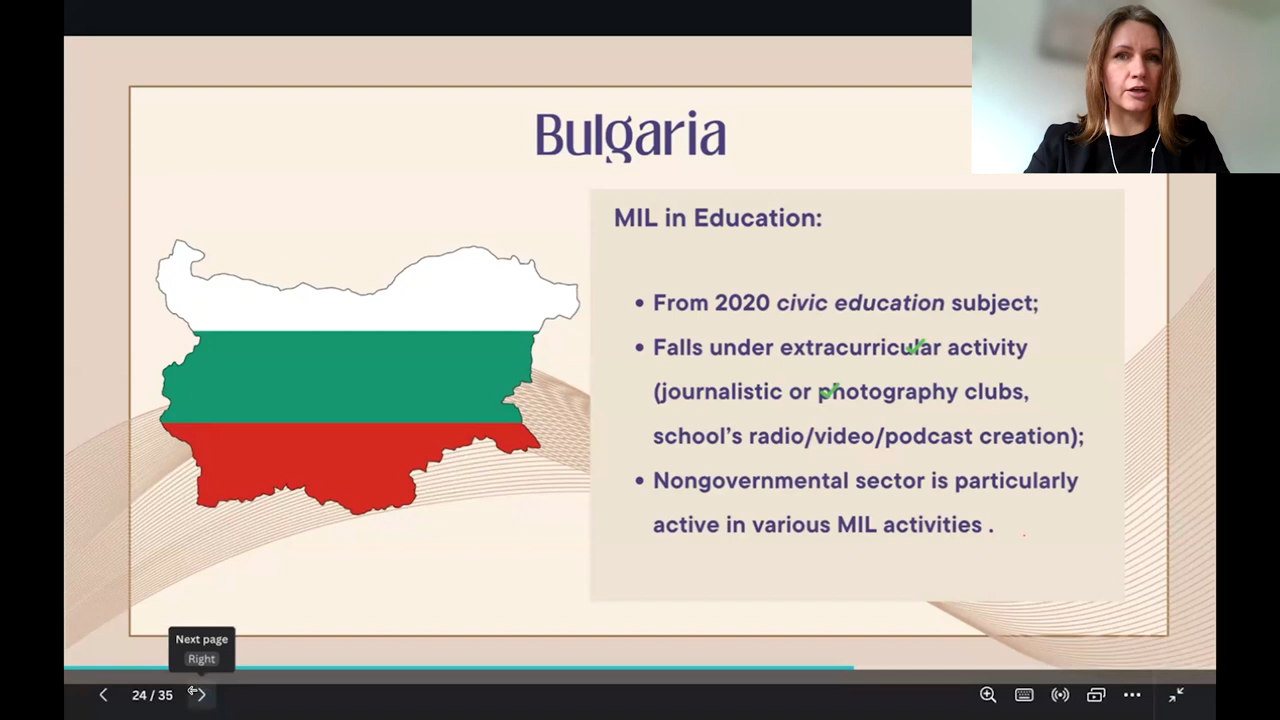 Bulgaria
MIL in Education:
• From 2020 civic education subject;
• Falls under extracurricular activity
(journalistic or photography clubs,
school's radio/video/podcast creation);
• Nongovernmental sector is particularly
active in various MIL activities .
Next page
Right
24 / 35